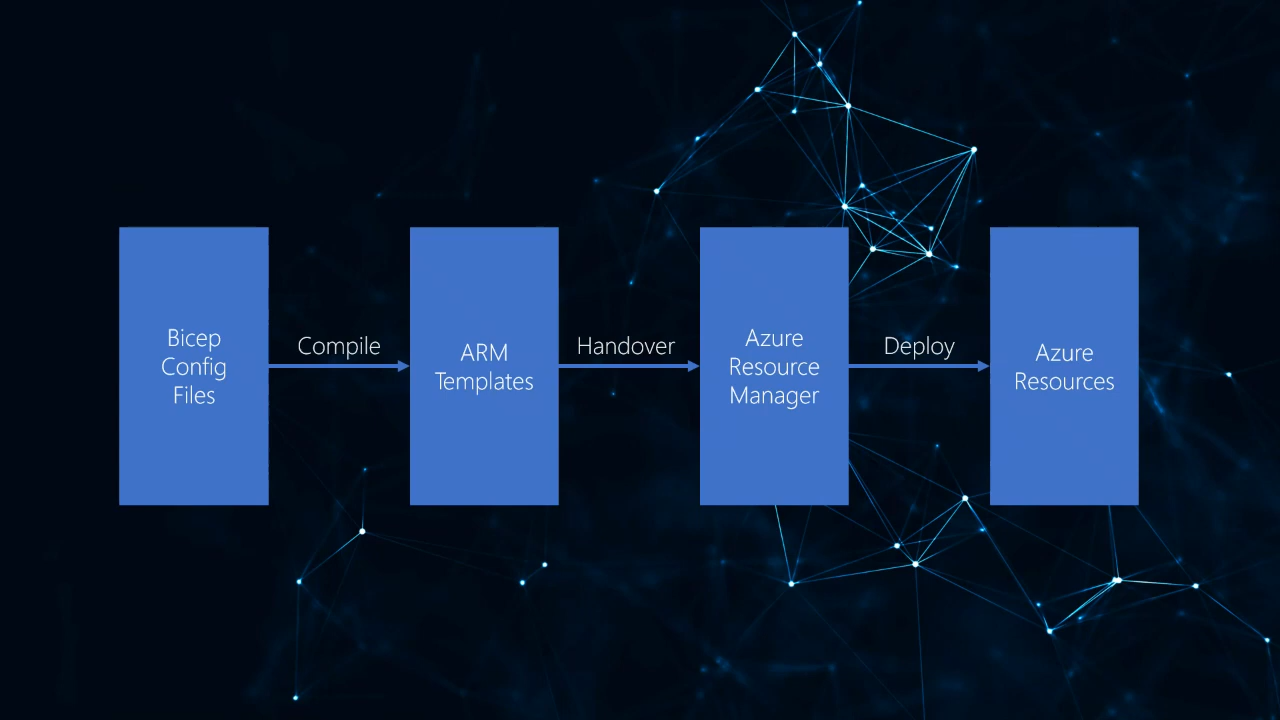 Bicep
Config
Files
Compile
ARM
Templates
Handover
Azure
Resource
Manager
Deploy
Azure
Resources